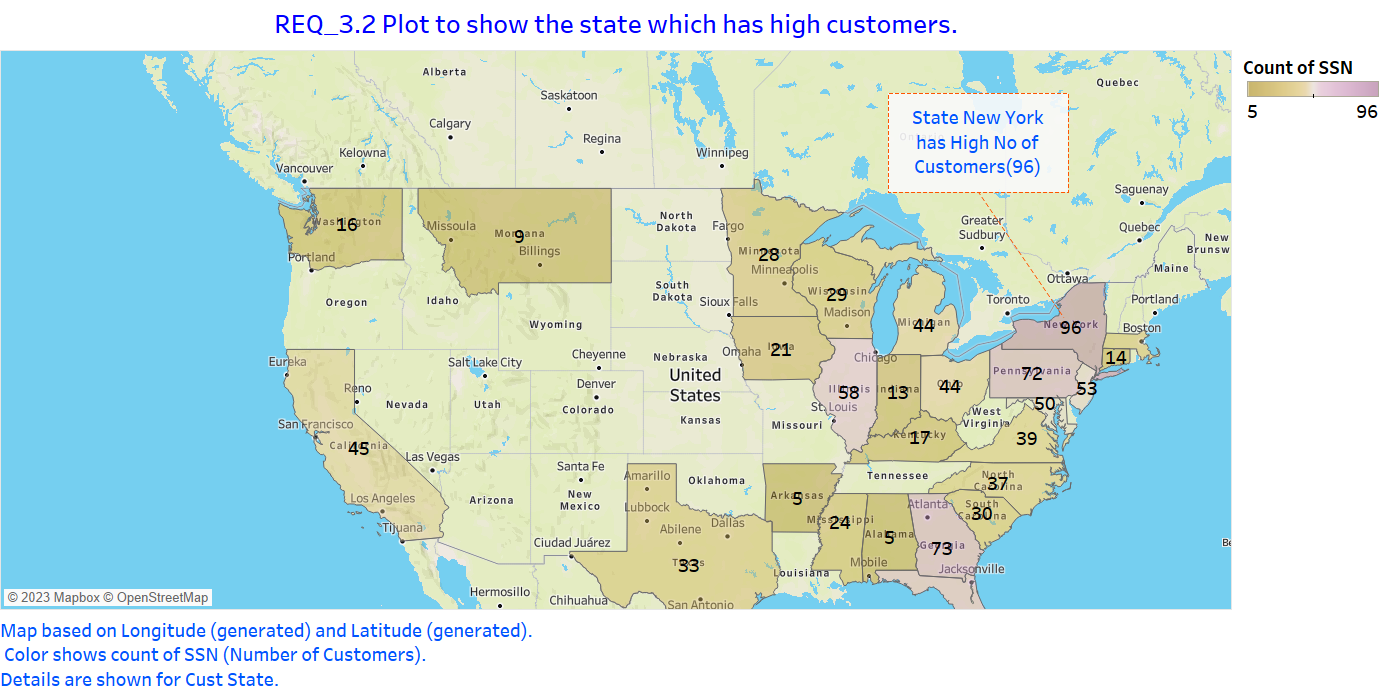 REQ_3.2 Plot to show the state which has high customers.
Count of SSN
5
96
State New York
has High No of
Customers(96)
Alberta
Saskatoon
Calgary
Regina
Kelowna
Vancouver
Winnipeg
Quebec
Saguenay
Greater
Sudbury
Quebec
New
Brunsw
Maine
Ottawa
Toronto
Portland
Boston
Washington
16
Portland
Missoula
Montana
9
Billings
North
Dakota
Fargo
Minnesota
28
Minneapolis
Wisconsin
29
Madison
Michigan
44
New York
96
14
Oregon
Idaho
South
Dakota
Sioux Falls
Wyoming
Eureka
Salt Lake City
Cheyenne
Nebraska
Omaha
Iowa
21
Chicago
Pennsylvania
72
53
50
United
States
Reno
Nevada
Utah
Denver
Colorado
Kansas
Missouri
St. Louis
Illinois
58
Indiana
13
Ohio
44
West
Virginia
39
San Francisco
California
45
Las Vegas
Kentucky
17
Los Angeles
Tijuana
Arizona
Santa Fe
New
Mexico
Amarillo
Lubbock
Oklahoma
Arkansas
5
Tennessee
North
Carolina
37
South
Carolina
30
Atlanta
Georgia
73
Mississippi
24
Alabama
5
Abilene
Dallas
Texas
33
Ciudad Juárez
Louisiana
Mobile
Jacksonville
Hermosillo
Chihuahua
San Antonio
Be
© 2023 Mapbox © OpenStreetMap
Map based on Longitude (generated) and Latitude (generated).
Color shows count of SSN (Number of Customers).
Details are shown for Cust State.